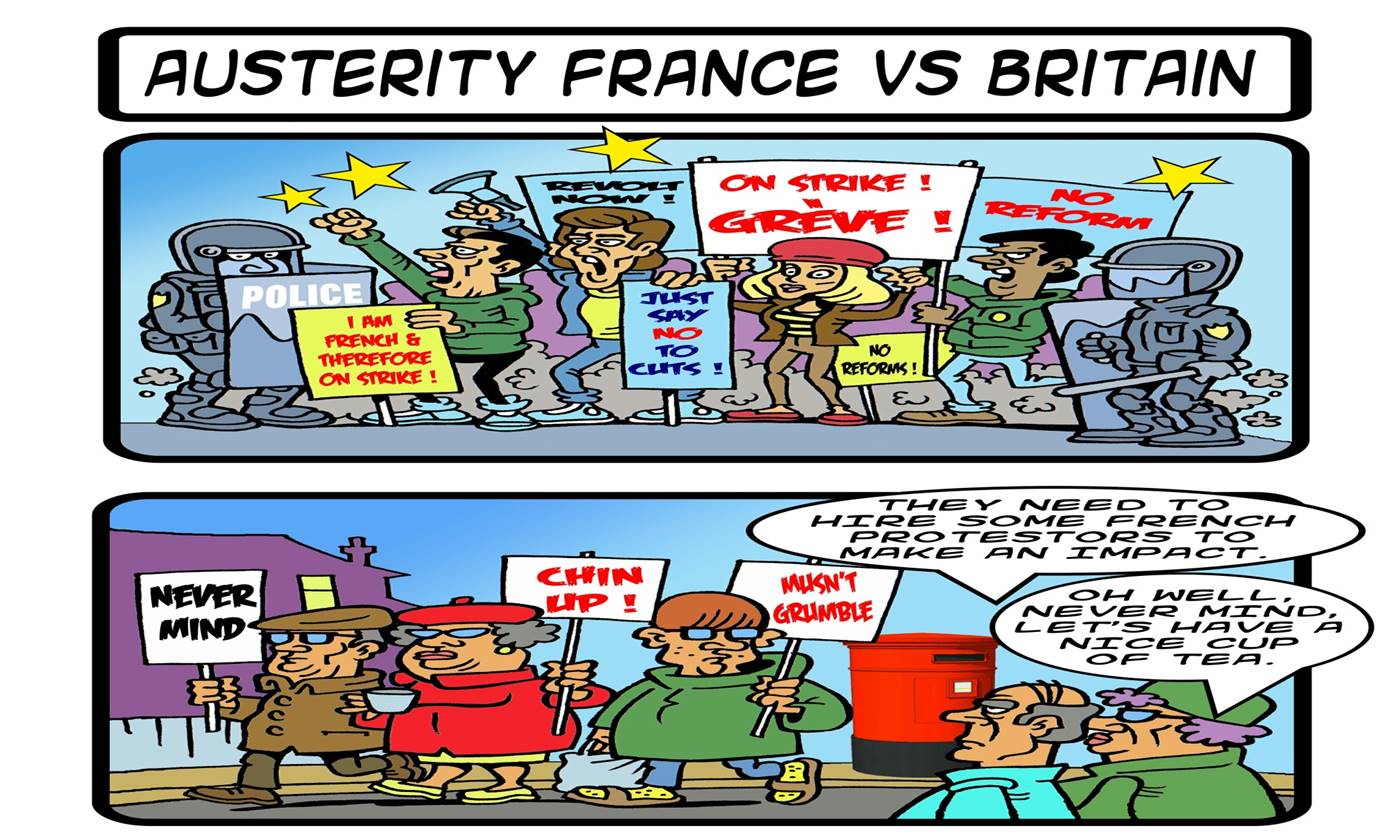 AUSTERITY FRANCE VS BRITAIN
REVOLT
NOW !
ON STRIKE !
GRÈVE !
NO
REFORM
POLICE
I AM
FRENCH &
THEREFORE
ON STRIKE !
JUST
SAY
NO
TO
CUTS !
NO
REFORMS !
THEY NEED TO
HIRE SOME FRENCH
PROTESTORS TO
MAKE AN IMPACT.
NEVER
MIND
CHIN
UP !
MUSN'T
GRUMBLE
OH WELL,
NEVER MIND,
LET'S HAVE A
NICE CUP
OF TEA.